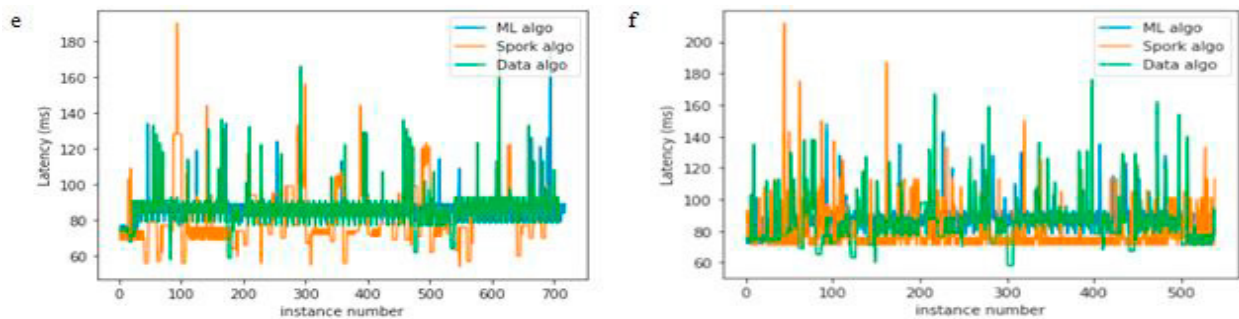 e
180
160
140
120
100
80
60
Latency (ms)
ML algo
Spork algo
Data algo
0 100 200 300 400 500 600 700
instance number
f
200
180
160
140
120
100
80
60
Latency (ms)
ML algo
Spork algo
Data algo
0 100 200 300 400 500
instance number